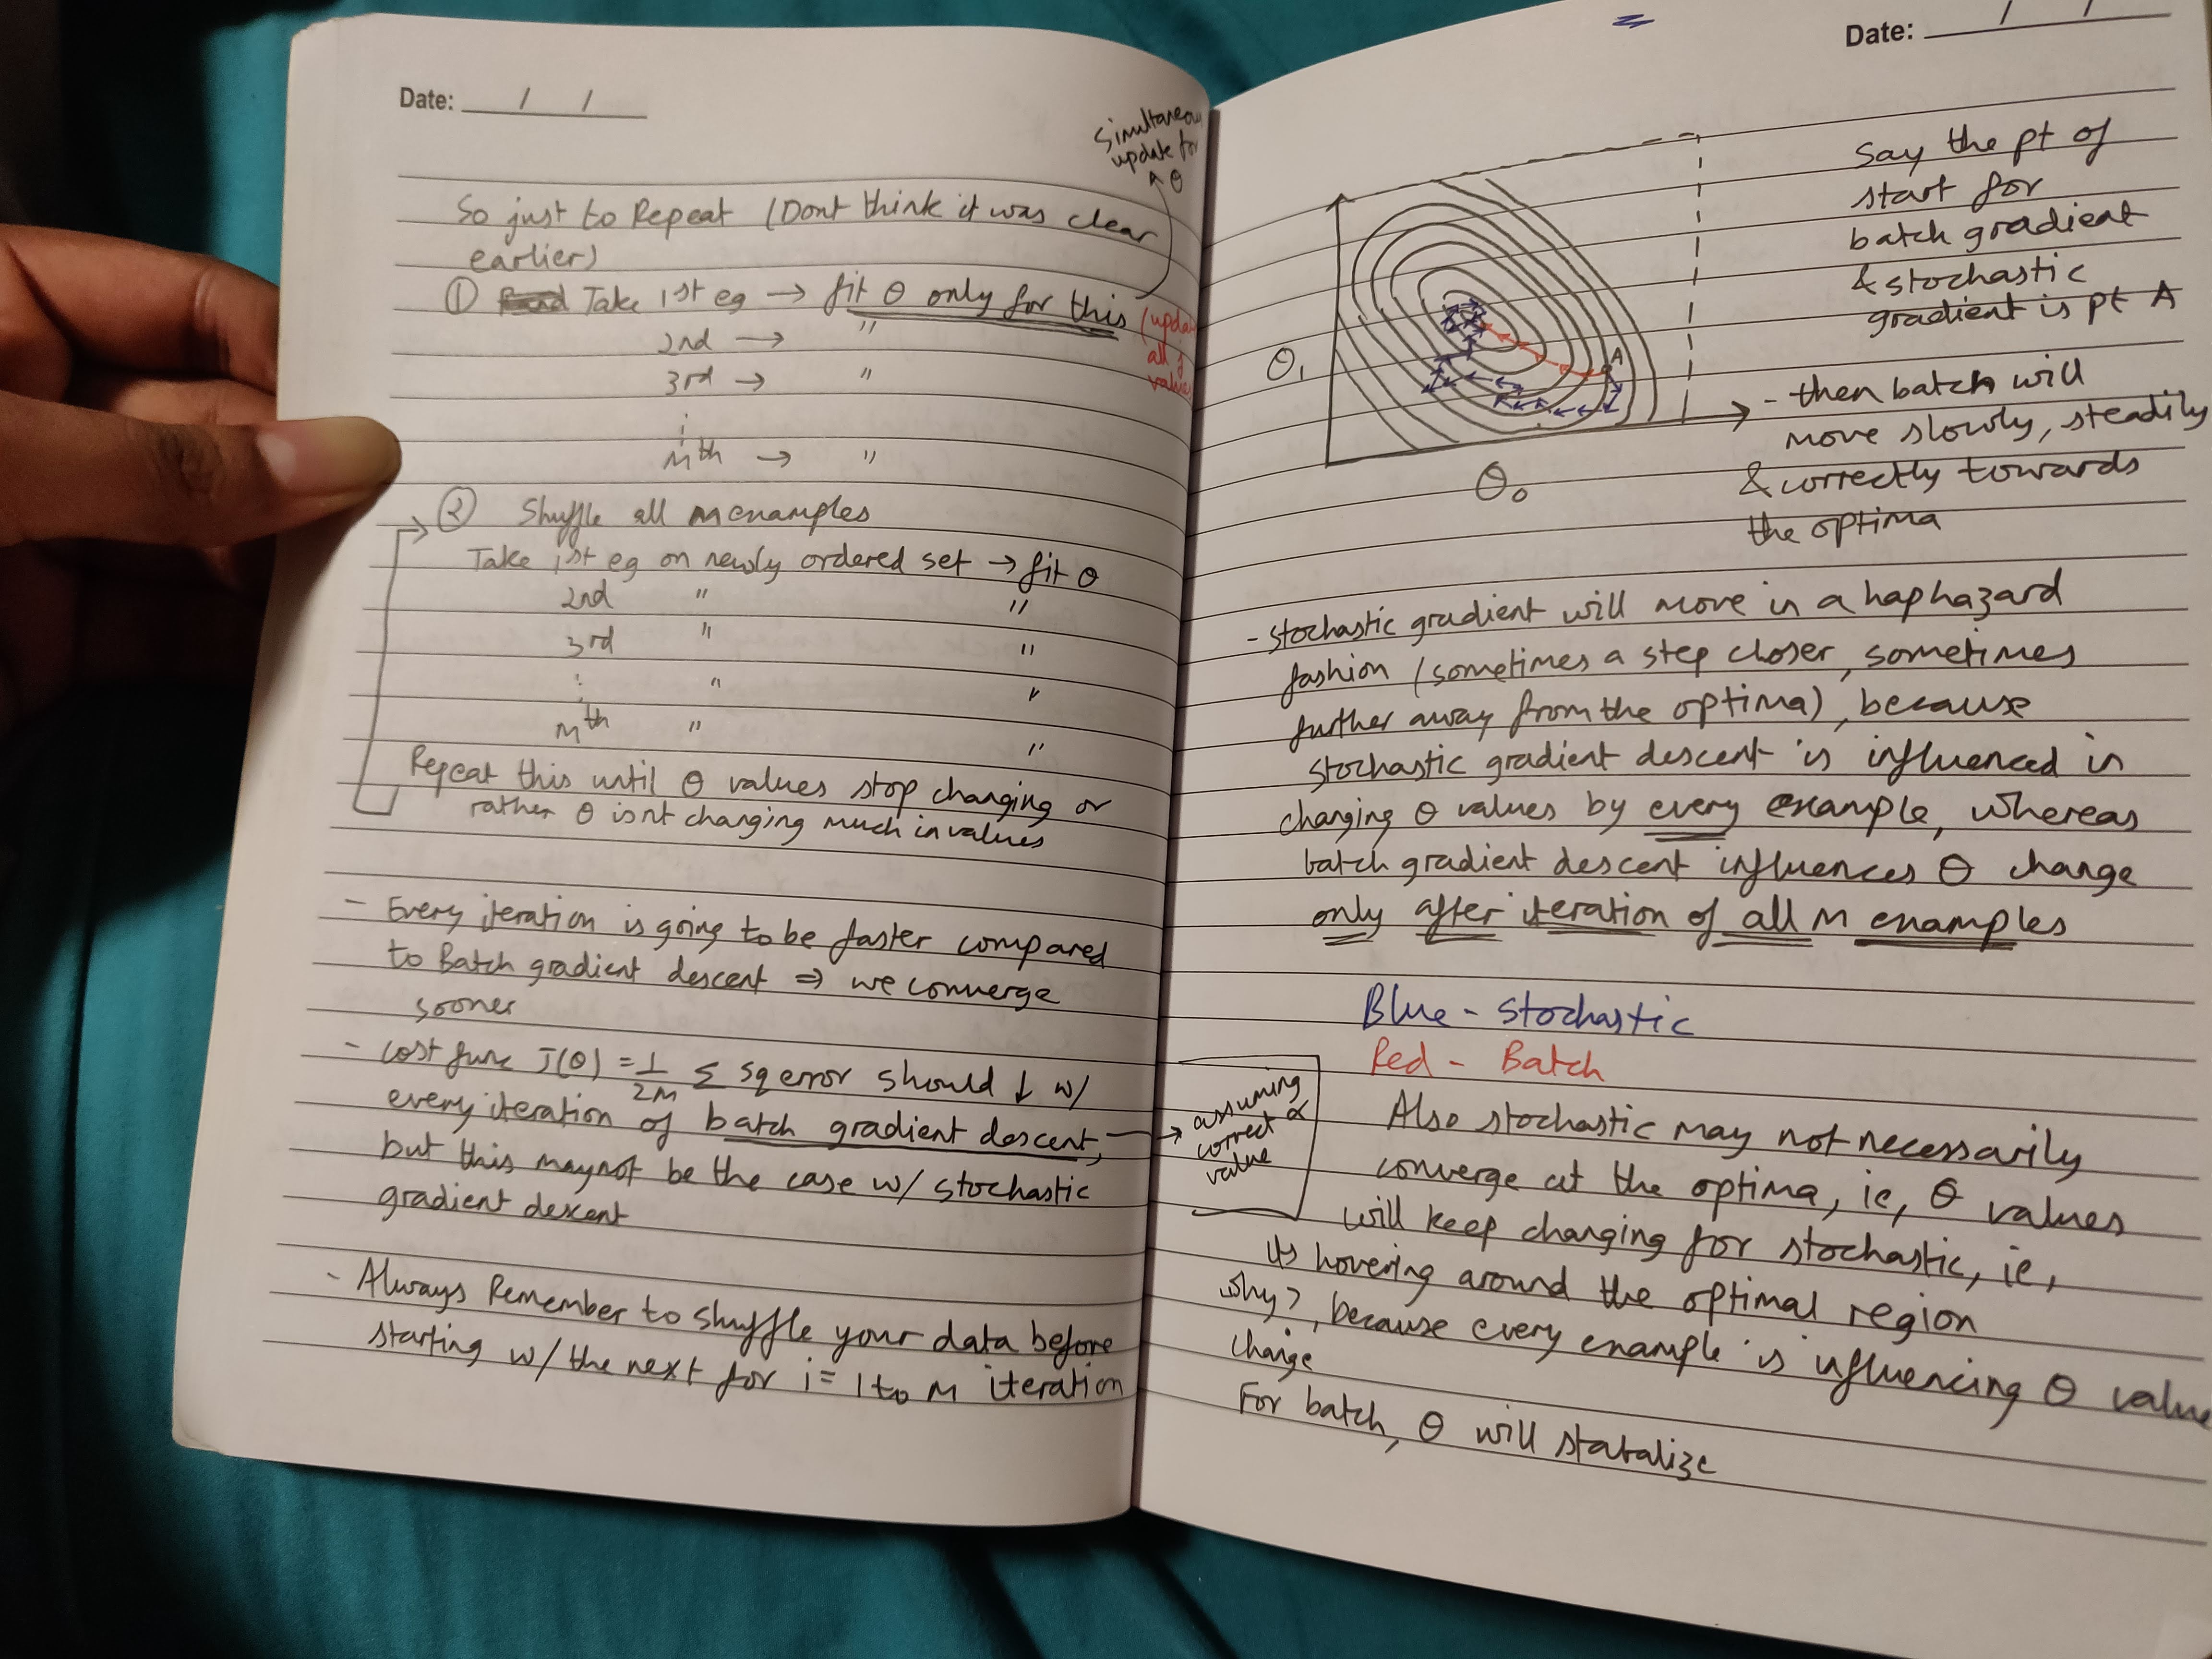 Date: / /
Simultaneous
update for
θ
So just to Repeat (Dont think it was clear
earlier)
① Take 1st eg → fit θ only for this
(update
all j
values
2nd → "
3rd → "
⋮
mth → "
② Shuffle all m examples
Take 1st eg on newly ordered set → fit θ
2nd " "
3rd " "
⋮ " "
mth " "
Repeat this until θ values stop changing or
rather θ isnt changing much in values
- Every iteration is going to be faster compared
to Batch gradient descent ⇒ we converge
sooner
- cost func J(θ) = 1/2m Σ sq error should ↓ w/
every iteration of batch gradient descent,
but this may not be the case w/ stochastic
gradient descent
→ assuming
correct α
value
- Always Remember to shuffle your data before
starting w/ the next for i = 1 to m iteration
Date: / /
θ1
A
θ0
Say the pt of
start for
batch gradient
& stochastic
gradient is pt A
- then batch will
move slowly, steadily
& correctly towards
the optima
- stochastic gradient will move in a haphazard
fashion (sometimes a step closer, sometimes
further away from the optima), because
stochastic gradient descent is influenced in
changing θ values by every example, whereas
batch gradient descent influences θ change
only after iteration of all m examples
Blue - Stochastic
Red - Batch
Also stochastic may not necessarily
converge at the optima, ie, θ values
will keep changing for stochastic, ie,
its hovering around the optimal region
why?, because every example is influencing θ value
change
For batch, θ will stabalize